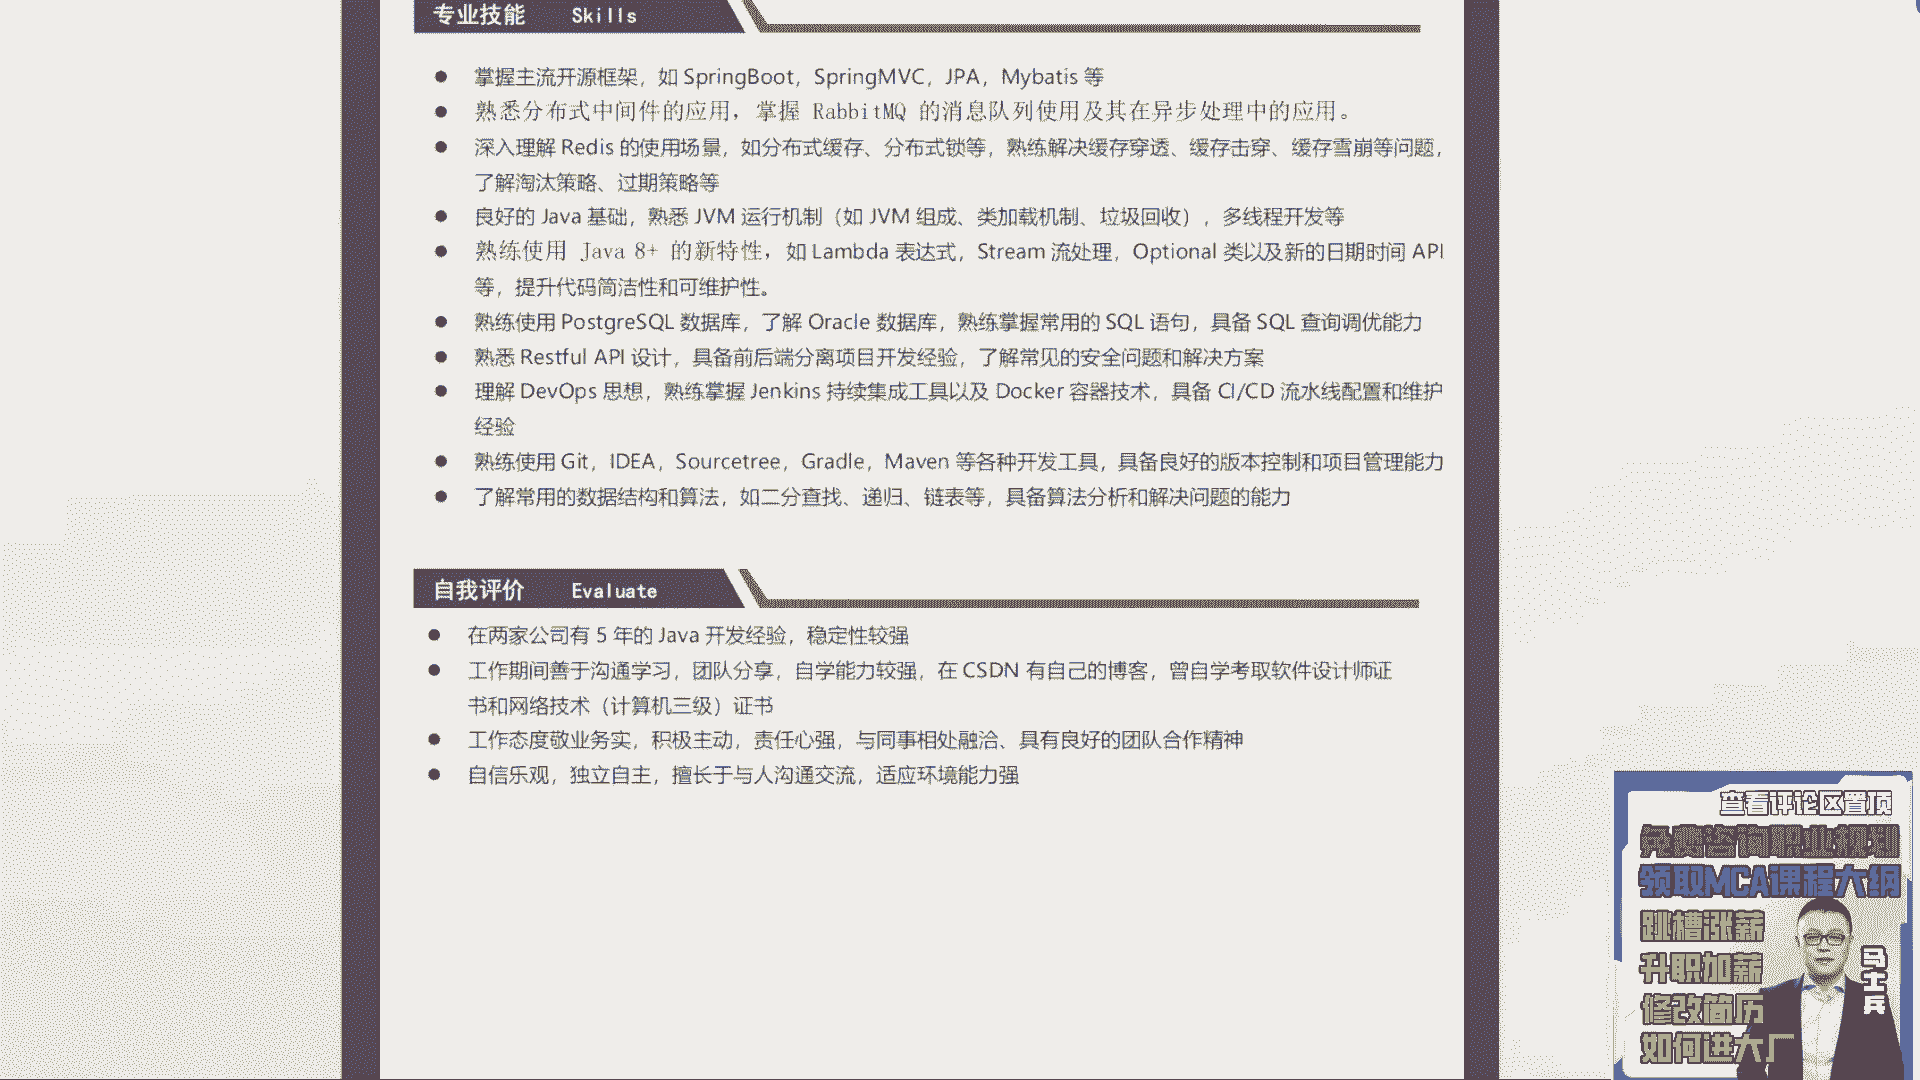 专业技能 Skills
掌握主流开源框架，如 SpringBoot，SpringMVC，JPA，Mybatis 等
熟悉分布式中间件的应用，掌握 RabbitMQ 的消息队列使用及其在异步处理中的应用。
深入理解 Redis 的使用场景，如分布式缓存、分布式锁等，熟练解决缓存穿透、缓存击穿、缓存雪崩等问题，
了解淘汰策略、过期策略等
良好的 Java 基础，熟悉 JVM 运行机制（如 JVM 组成、类加载机制、垃圾回收），多线程开发等
熟练使用 Java 8+ 的新特性，如 Lambda 表达式，Stream 流处理，Optional 类以及新的日期时间 API
等，提升代码简洁性和可维护性。
熟练使用 PostgreSQL 数据库，了解 Oracle 数据库，熟练掌握常用的 SQL 语句，具备 SQL 查询调优能力
熟悉 Restful API 设计，具备前后端分离项目开发经验，了解常见的安全问题和解决方案
理解 DevOps 思想，熟练掌握 Jenkins 持续集成工具以及 Docker 容器技术，具备 CI/CD 流水线配置和维护
经验
熟练使用 Git，IDEA，Sourcetree，Gradle，Maven 等各种开发工具，具备良好的版本控制和项目管理能力
了解常用的数据结构和算法，如二分查找、递归、链表等，具备算法分析和解决问题的能力
自我评价 Evaluate
在两家公司有 5 年的 Java 开发经验，稳定性较强
工作期间善于沟通学习，团队分享，自学能力较强，在 CSDN 有自己的博客，曾自学考取软件设计师证
书和网络技术（计算机三级）证书
工作态度敬业务实，积极主动，责任心强，与同事相处融洽、具有良好的团队合作精神
自信乐观，独立自主，擅长于与人沟通交流，适应环境能力强
查看评论区置顶
免费咨询职业规划
领取MCA课程大纲
跳槽涨薪
升职加薪
修改简历
如何进大厂
马士兵